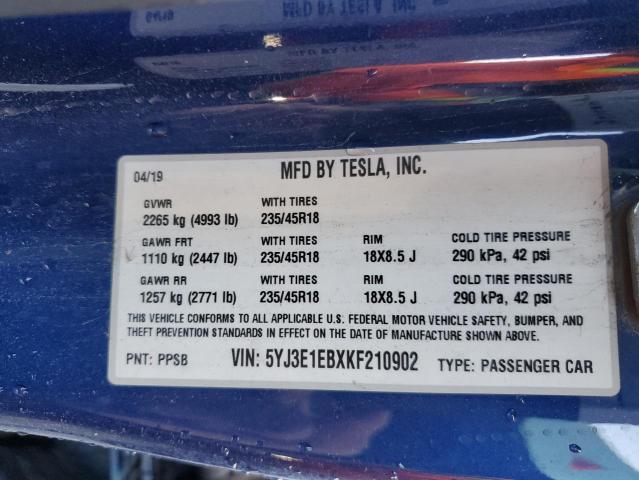 04/19 MFD BY TESLA, INC.
GVWR WITH TIRES
2265 kg (4993 lb) 235/45R18
GAWR FRT WITH TIRES RIM COLD TIRE PRESSURE
1110 kg (2447 lb) 235/45R18 18X8.5 J 290 kPa, 42 psi
GAWR RR WITH TIRES RIM COLD TIRE PRESSURE
1257 kg (2771 lb) 235/45R18 18X8.5 J 290 kPa, 42 psi
THIS VEHICLE CONFORMS TO ALL APPLICABLE U.S. FEDERAL MOTOR VEHICLE SAFETY, BUMPER, AND
THEFT PREVENTION STANDARDS IN EFFECT ON THE DATE OF MANUFACTURE SHOWN ABOVE.
PNT: PPSB VIN: 5YJ3E1EBXKF210902 TYPE: PASSENGER CAR